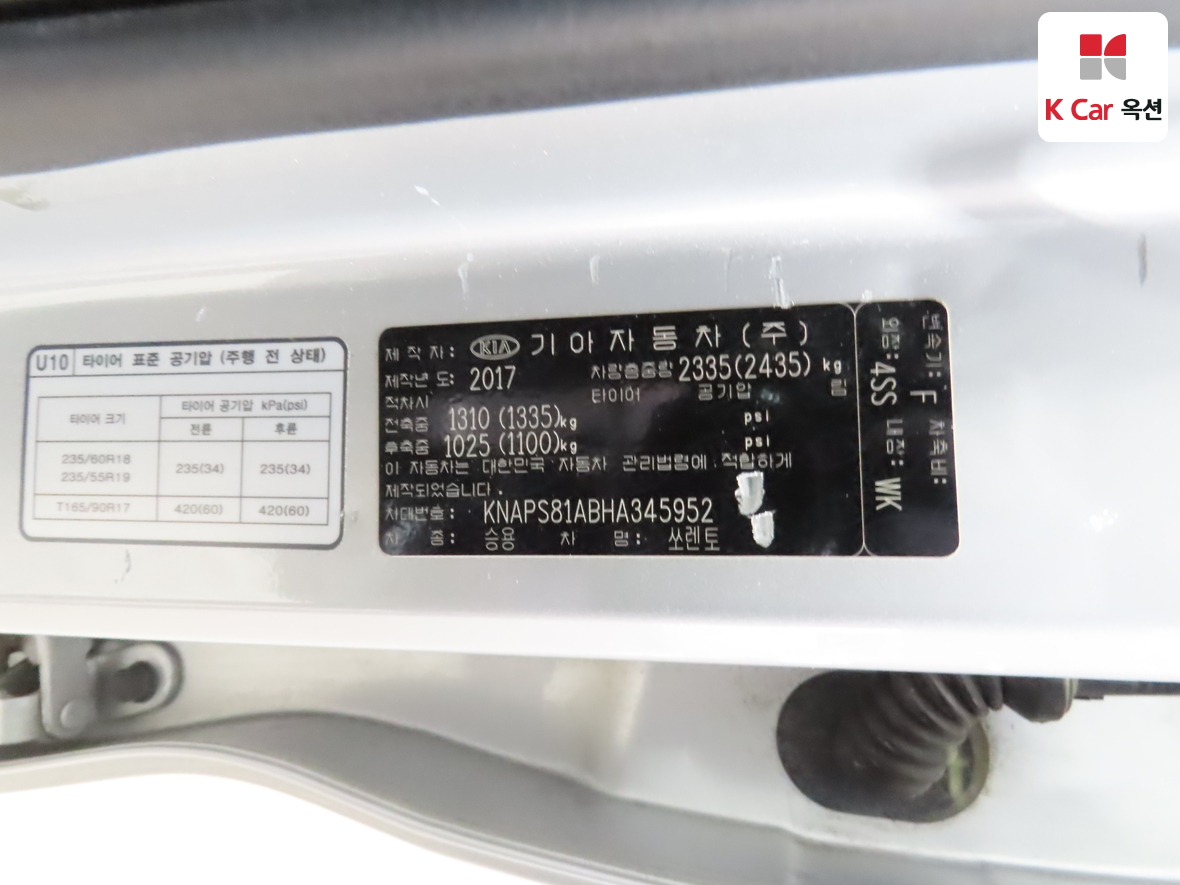 K Car 옥션
U10 타이어 표준 공기압 (주행 전 상태)
타이어 크기 타이어 공기압 kPa(psi)
전륜 후륜
235/60R18
235/55R19
235(34) 235(34)
T165/90R17 420(60) 420(60)
제 작 자: KIA 기아자동차(주)
제작년도: 2017 차량총중량 2335(2435) kg
적차시 타이어 공기압 림
전축중 1310 (1335)kg psi
후축중 1025 (1100)kg psi
이 자동차는 대한민국 자동차 관리법령에 적합하게
제작되었습니다.
차대번호: KNAPS81ABHA345952
차 종: 승용 차 명: 쏘렌토
변속기: F 차축비:
외장: 4SS 내장: WK